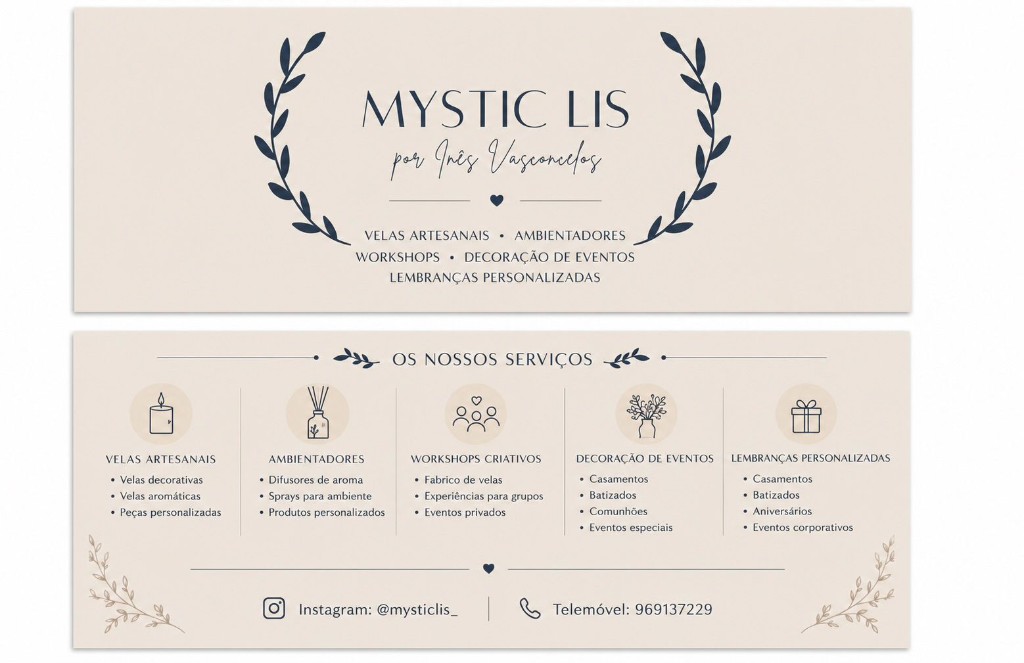 MYSTIC LIS
por Inês Vasconcelos
VELAS ARTESANAIS • AMBIENTADORES
WORKSHOPS • DECORAÇÃO DE EVENTOS
LEMBRANÇAS PERSONALIZADAS
OS NOSSOS SERVIÇOS
VELAS ARTESANAIS
• Velas decorativas
• Velas aromáticas
• Peças personalizadas
AMBIENTADORES
• Difusores de aroma
• Sprays para ambiente
• Produtos personalizados
WORKSHOPS CRIATIVOS
• Fabrico de velas
• Experiências para grupos
• Eventos privados
DECORAÇÃO DE EVENTOS
• Casamentos
• Batizados
• Comunhões
• Eventos especiais
LEMBRANÇAS PERSONALIZADAS
• Casamentos
• Batizados
• Aniversários
• Eventos corporativos
Instagram: @mysticlis_
Telemóvel: 969137229